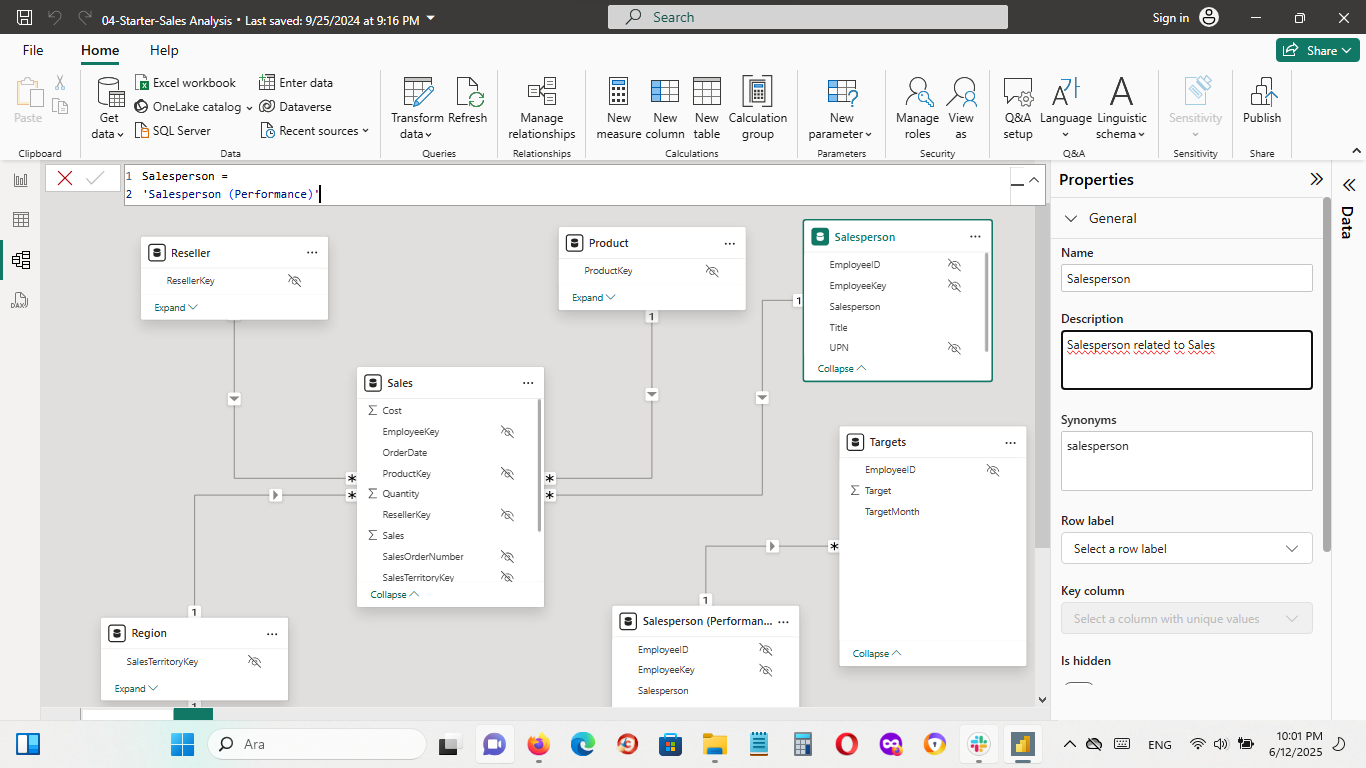 04-Starter-Sales Analysis • Last saved: 9/25/2024 at 9:16 PM
Search
Sign in
File
Home
Help
Share
Paste
Get data
Excel workbook
OneLake catalog
SQL Server
Enter data
Dataverse
Recent sources
Transform data
Refresh
Manage relationships
New measure
New column
New table
Calculation group
New parameter
Manage roles
View as
Q&A setup
Language
Linguistic schema
Sensitivity
Publish
Clipboard
Data
Queries
Relationships
Calculations
Parameters
Security
Q&A
Sensitivity
Share
1 Salesperson =
2 'Salesperson (Performance)'
DAX
Reseller
ResellerKey
Expand
Product
ProductKey
Expand
1
Salesperson
EmployeeID
EmployeeKey
Salesperson
Title
UPN
Collapse
1
Sales
Cost
EmployeeKey
OrderDate
ProductKey
Quantity
ResellerKey
Sales
SalesOrderNumber
SalesTerritoryKey
Collapse
*
*
*
*
Targets
EmployeeID
Target
TargetMonth
Collapse
*
1
Region
SalesTerritoryKey
Expand
1
1
Salesperson (Performan...
EmployeeID
EmployeeKey
Salesperson
Properties
General
Name
Salesperson
Description
Salesperson related to Sales
Synonyms
salesperson
Row label
Select a row label
Key column
Select a column with unique values
Is hidden
Data
Ara
ENG
10:01 PM
6/12/2025